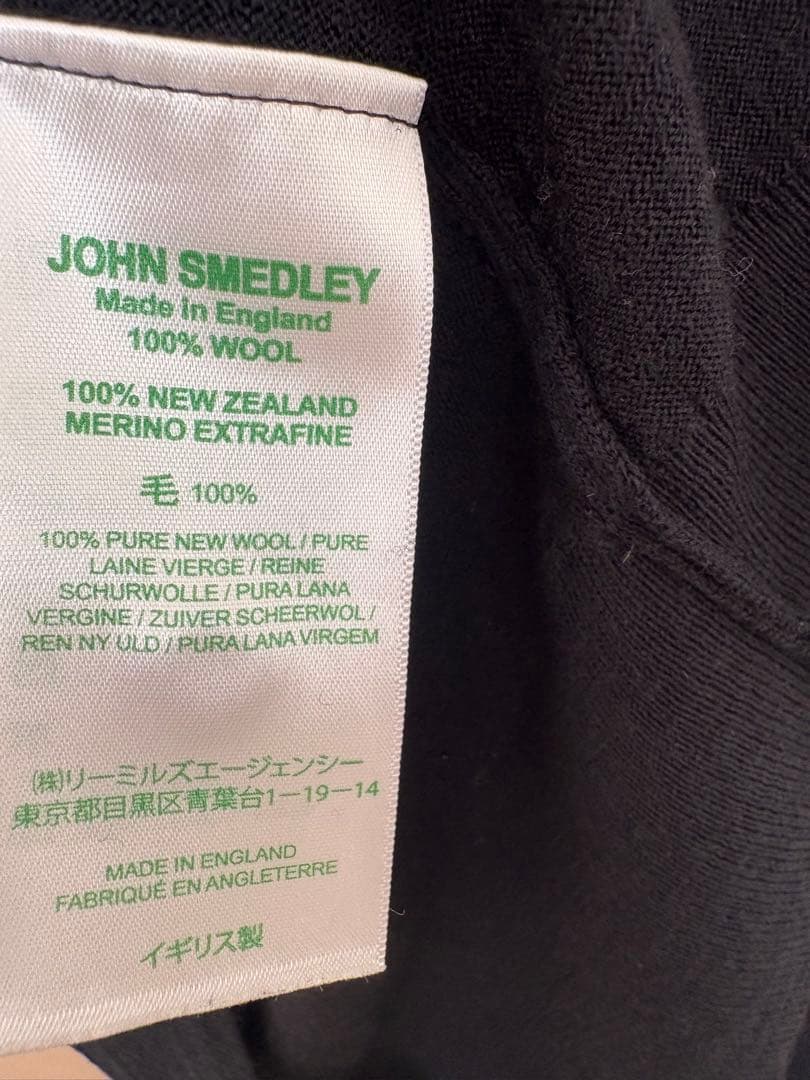 JOHN SMEDLEY
Made in England
100% WOOL
100% NEW ZEALAND
MERINO EXTRAFINE
毛 100%
100% PURE NEW WOOL / PURE
LAINE VIERGE / REINE
SCHURWOLLE / PURA LANA
VERGINE / ZUIVER SCHEERWOL /
REN NY ULD / PURA LANA VIRGEM
(株)リーミルズエージェンシー
東京都目黒区青葉台1-19-14
MADE IN ENGLAND
FABRIQUÉ EN ANGLETERRE
イギリス製